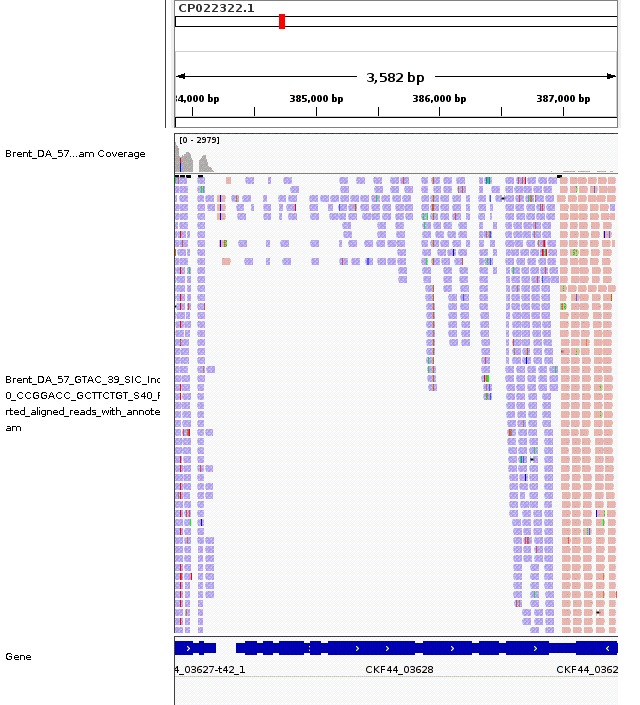 CP022322.1
3,582 bp
34,000 bp 385,000 bp 386,000 bp 387,000 bp
[0 - 2979]
Brent_DA_57...am Coverage
Brent_DA_57_GTAC_39_SIC_Inc
0_CCGGACC_GCTTCTGT_S40_F
rted_aligned_reads_with_annote
am
Gene
4_03627-t42_1 CKF44_03628 CKF44_0362